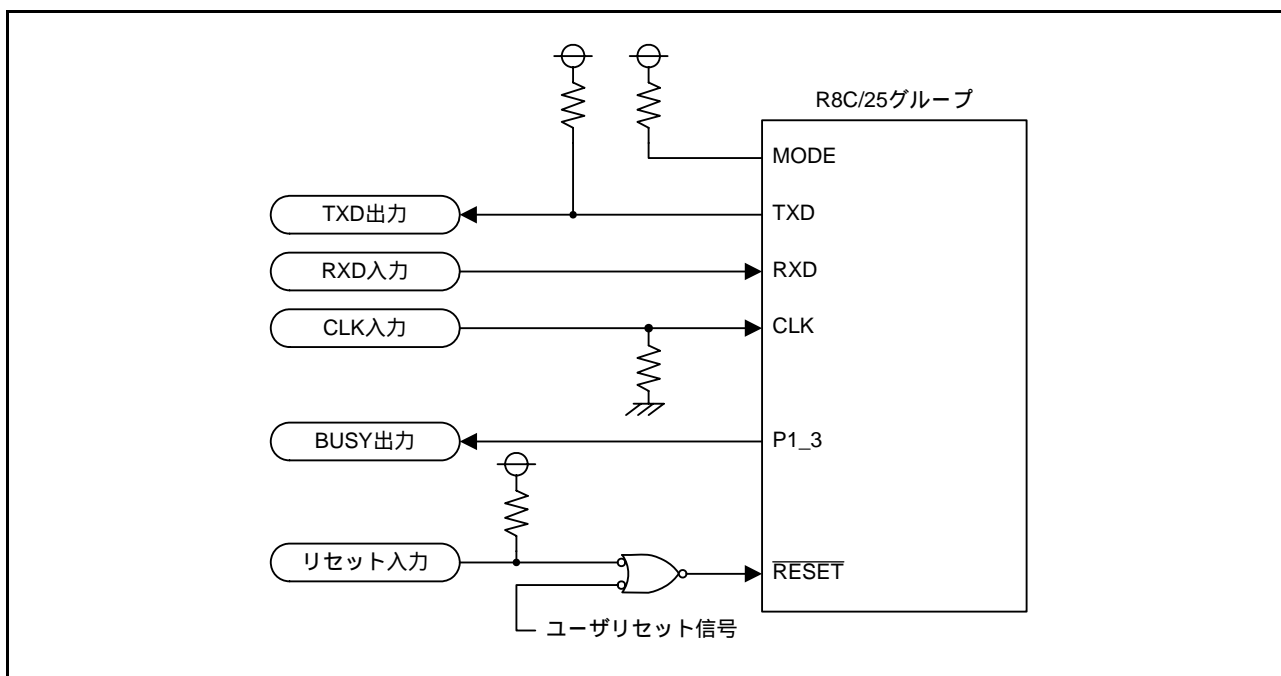 R8C/25グループ
MODE
TXD出力
TXD
RXD入力
RXD
CLK入力
CLK
BUSY出力
P1_3
リセット入力
RESET
ユーザリセット信号